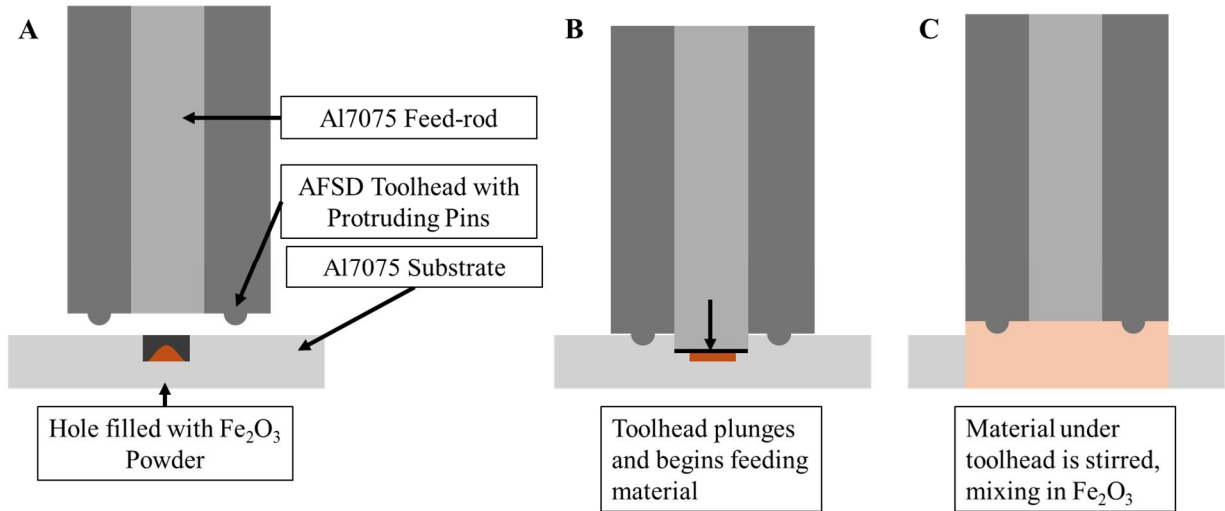 A
B
C
Al7075 Feed-rod
AFSD Toolhead with
Protruding Pins
Al7075 Substrate
Hole filled with Fe₂O₃
Powder
Toolhead plunges
and begins feeding
material
Material under
toolhead is stirred,
mixing in Fe₂O₃